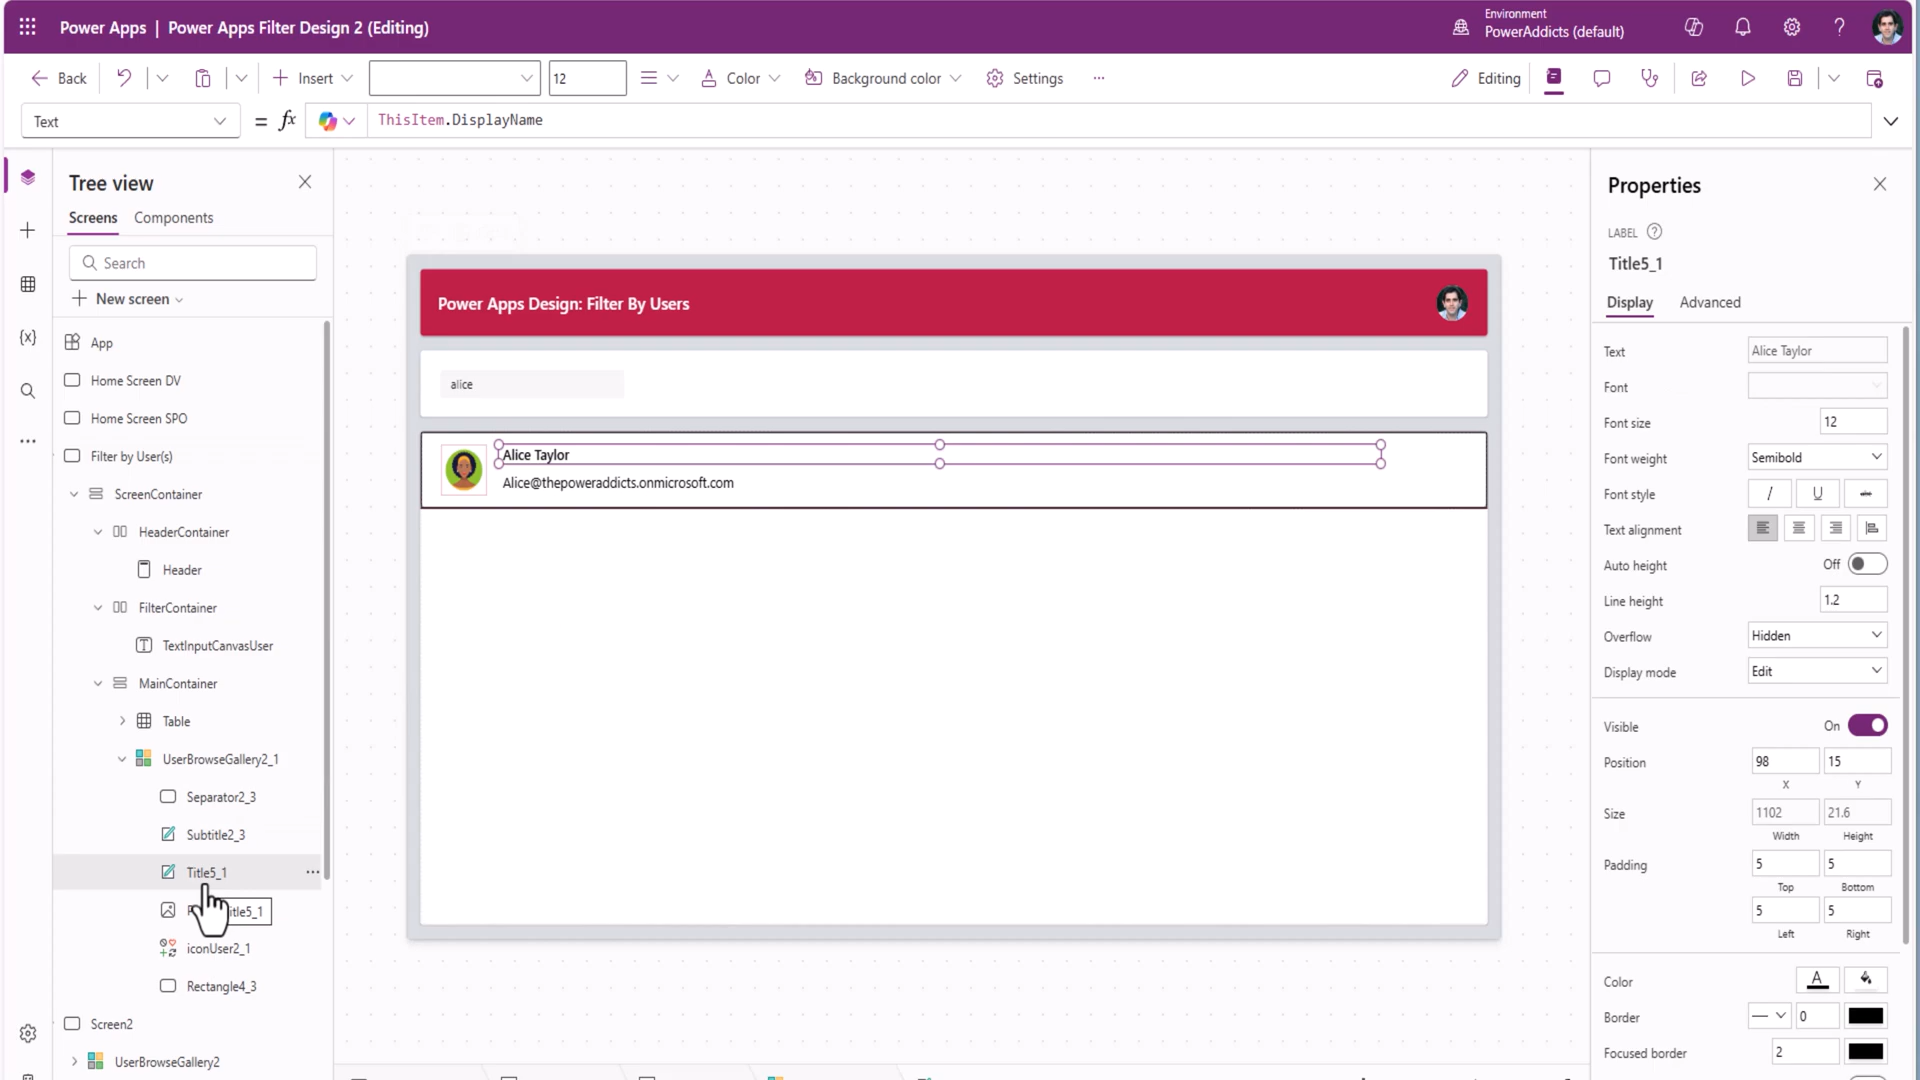 Power Apps | Power Apps Filter Design 2 (Editing)
Environment
PowerAddicts (default)
Back
Insert
12
Color
Background color
Settings
Editing
Text
= fx
ThisItem.DisplayName
Tree view
Screens
Components
Search
New screen
App
Home Screen DV
Home Screen SPO
Filter by User(s)
ScreenContainer
HeaderContainer
Header
FilterContainer
TextInputCanvasUser
MainContainer
Table
UserBrowseGallery2_1
Separator2_3
Subtitle2_3
Title5_1
itle5_1
iconUser2_1
Rectangle4_3
Screen2
UserBrowseGallery2
Power Apps Design: Filter By Users
alice
Alice Taylor
Alice@thepoweraddicts.onmicrosoft.com
Properties
LABEL
Title5_1
Display
Advanced
Text
Alice Taylor
Font
Font size
12
Font weight
Semibold
Font style
/ U
Text alignment
Auto height
Off
Line height
1.2
Overflow
Hidden
Display mode
Edit
Visible
On
Position
98
15
X
Y
Size
1102
21.6
Width
Height
Padding
5
5
Top
Bottom
5
5
Left
Right
Color
A
Border
0
Focused border
2